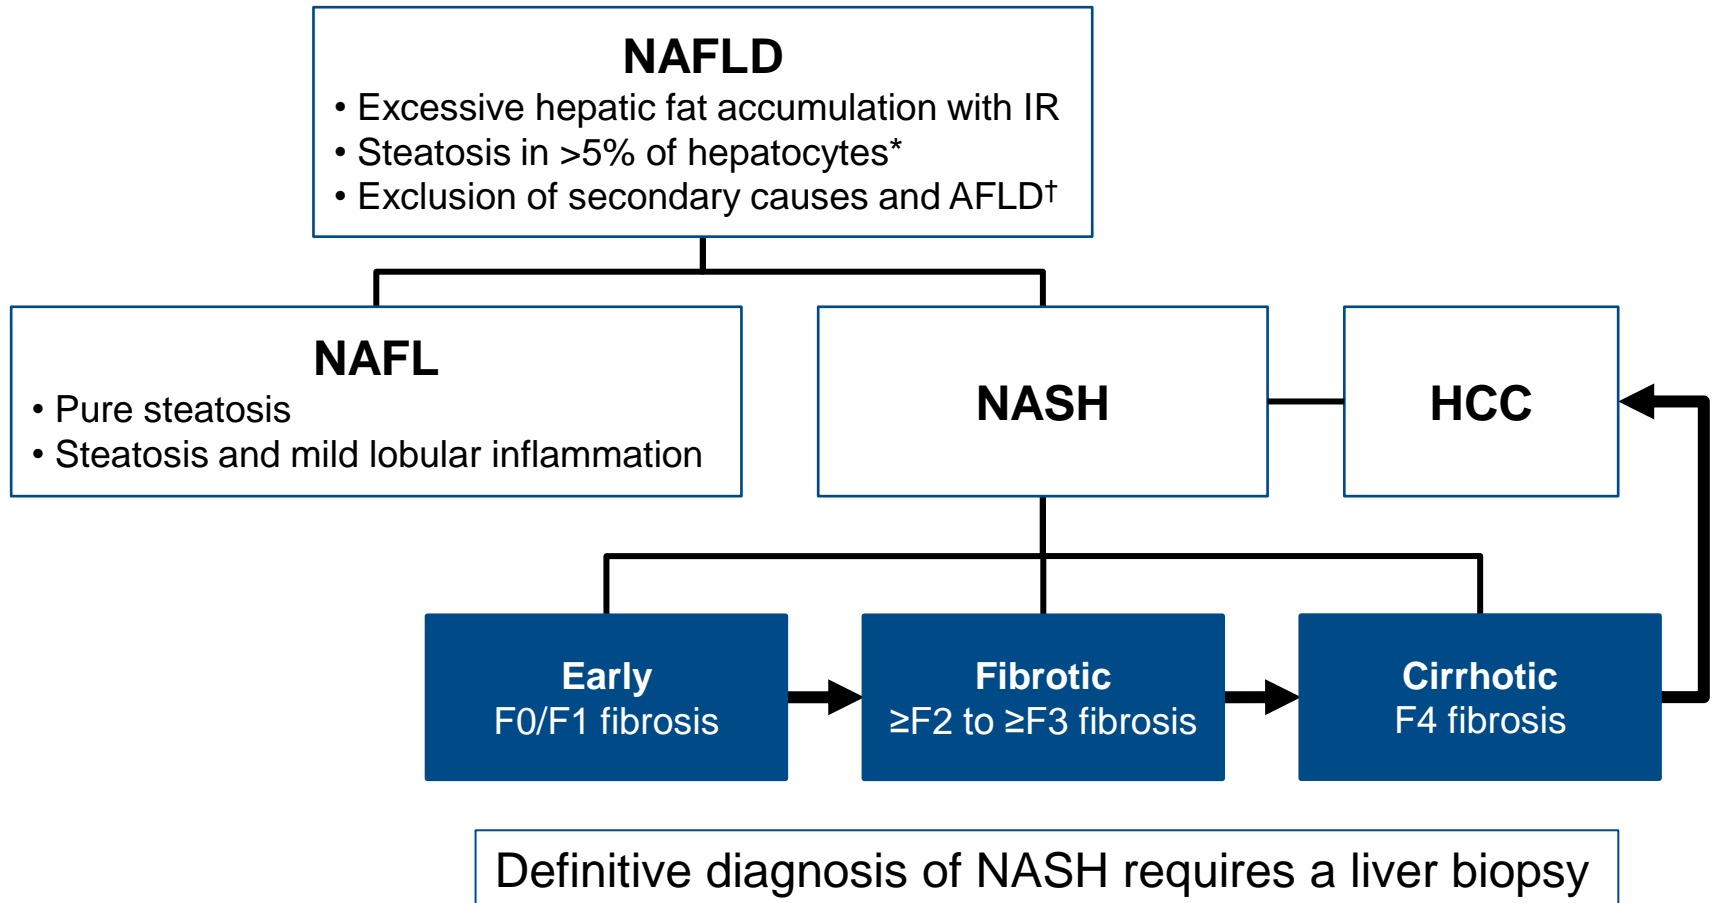 NAFLD
• Excessive hepatic fat accumulation with IR
• Steatosis in >5% of hepatocytes*
• Exclusion of secondary causes and AFLD†
NAFL
• Pure steatosis
• Steatosis and mild lobular inflammation
NASH
HCC
Early
F0/F1 fibrosis
Fibrotic
≥F2 to ≥F3 fibrosis
Cirrhotic
F4 fibrosis
Definitive diagnosis of NASH requires a liver biopsy